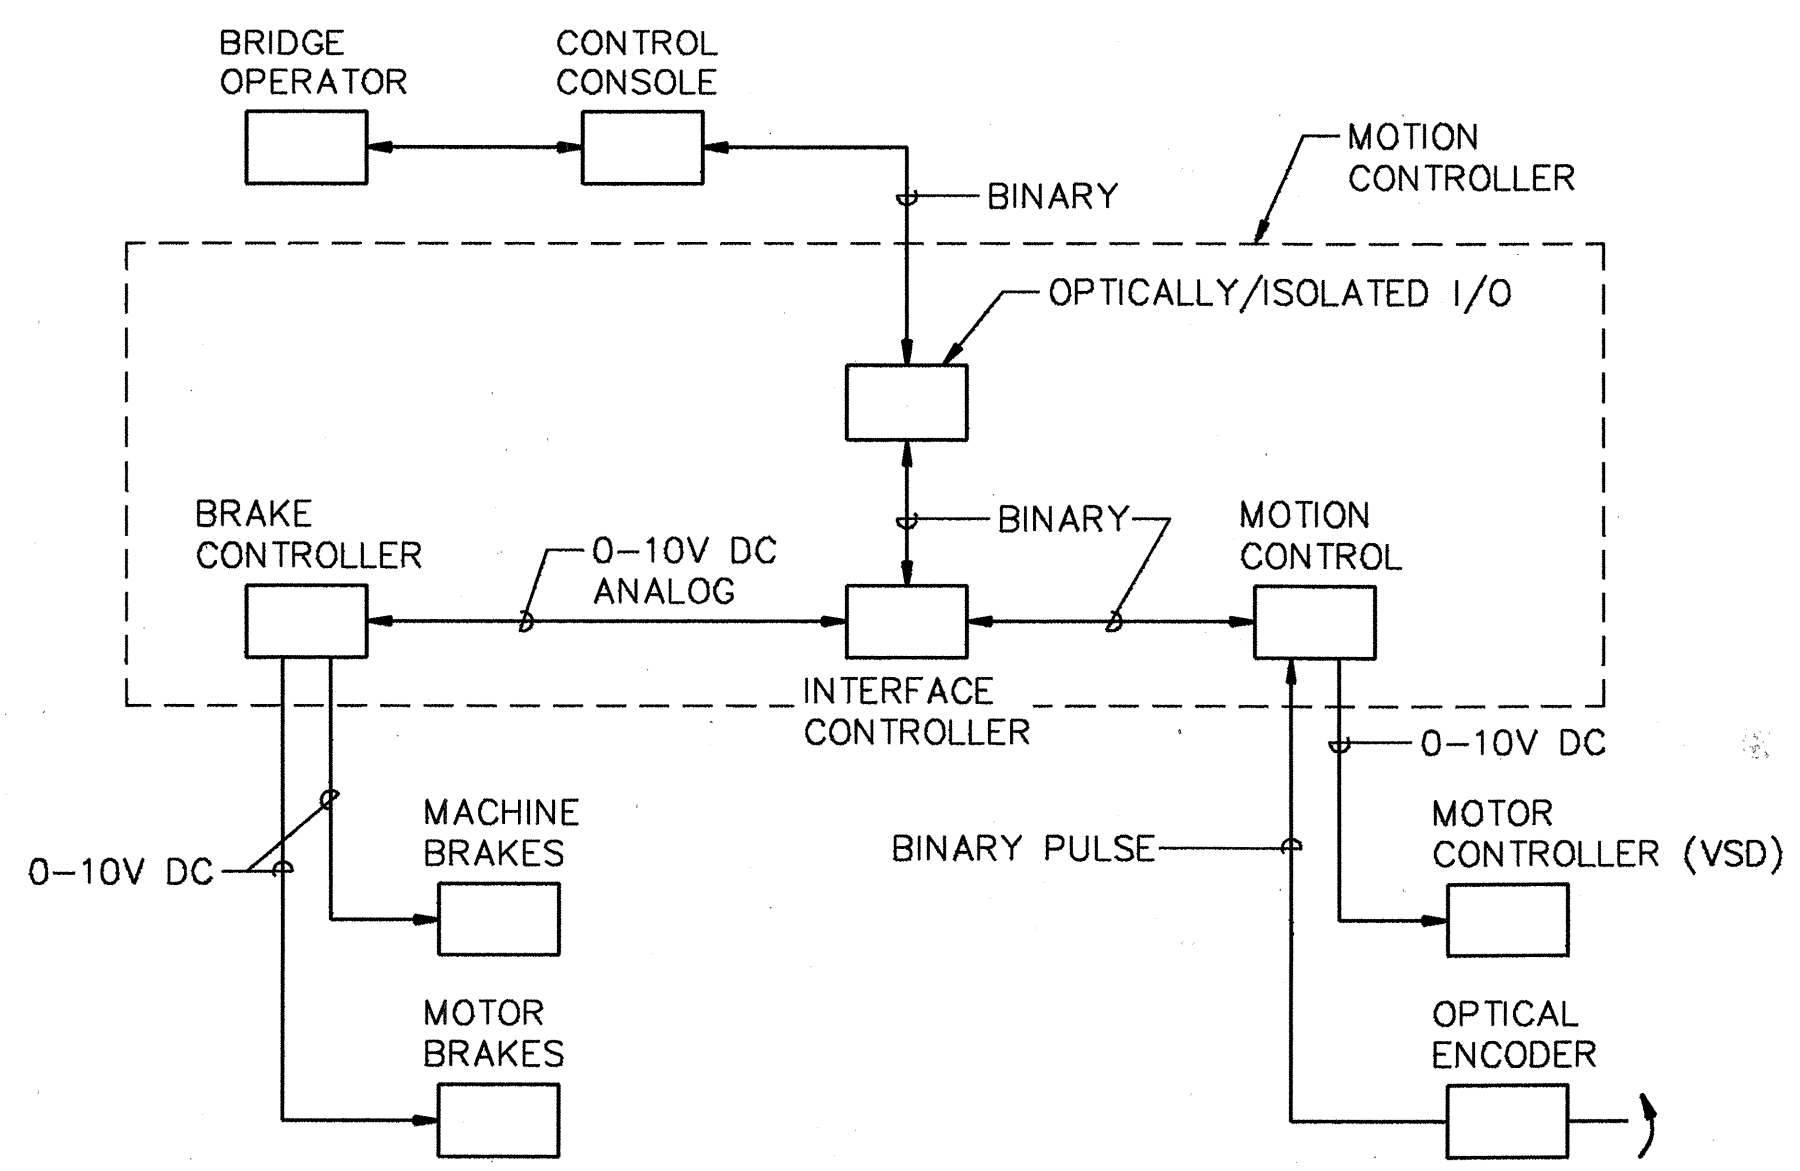 BRIDGE
OPERATOR
CONTROL
CONSOLE
MOTION
CONTROLLER
BINARY
OPTICALLY/ISOLATED I/O
BRAKE
CONTROLLER
0-10V DC
ANALOG
BINARY
MOTION
CONTROL
INTERFACE
CONTROLLER
0-10V DC
MACHINE
BRAKES
0-10V DC
BINARY PULSE
MOTOR
CONTROLLER (VSD)
MOTOR
BRAKES
OPTICAL
ENCODER